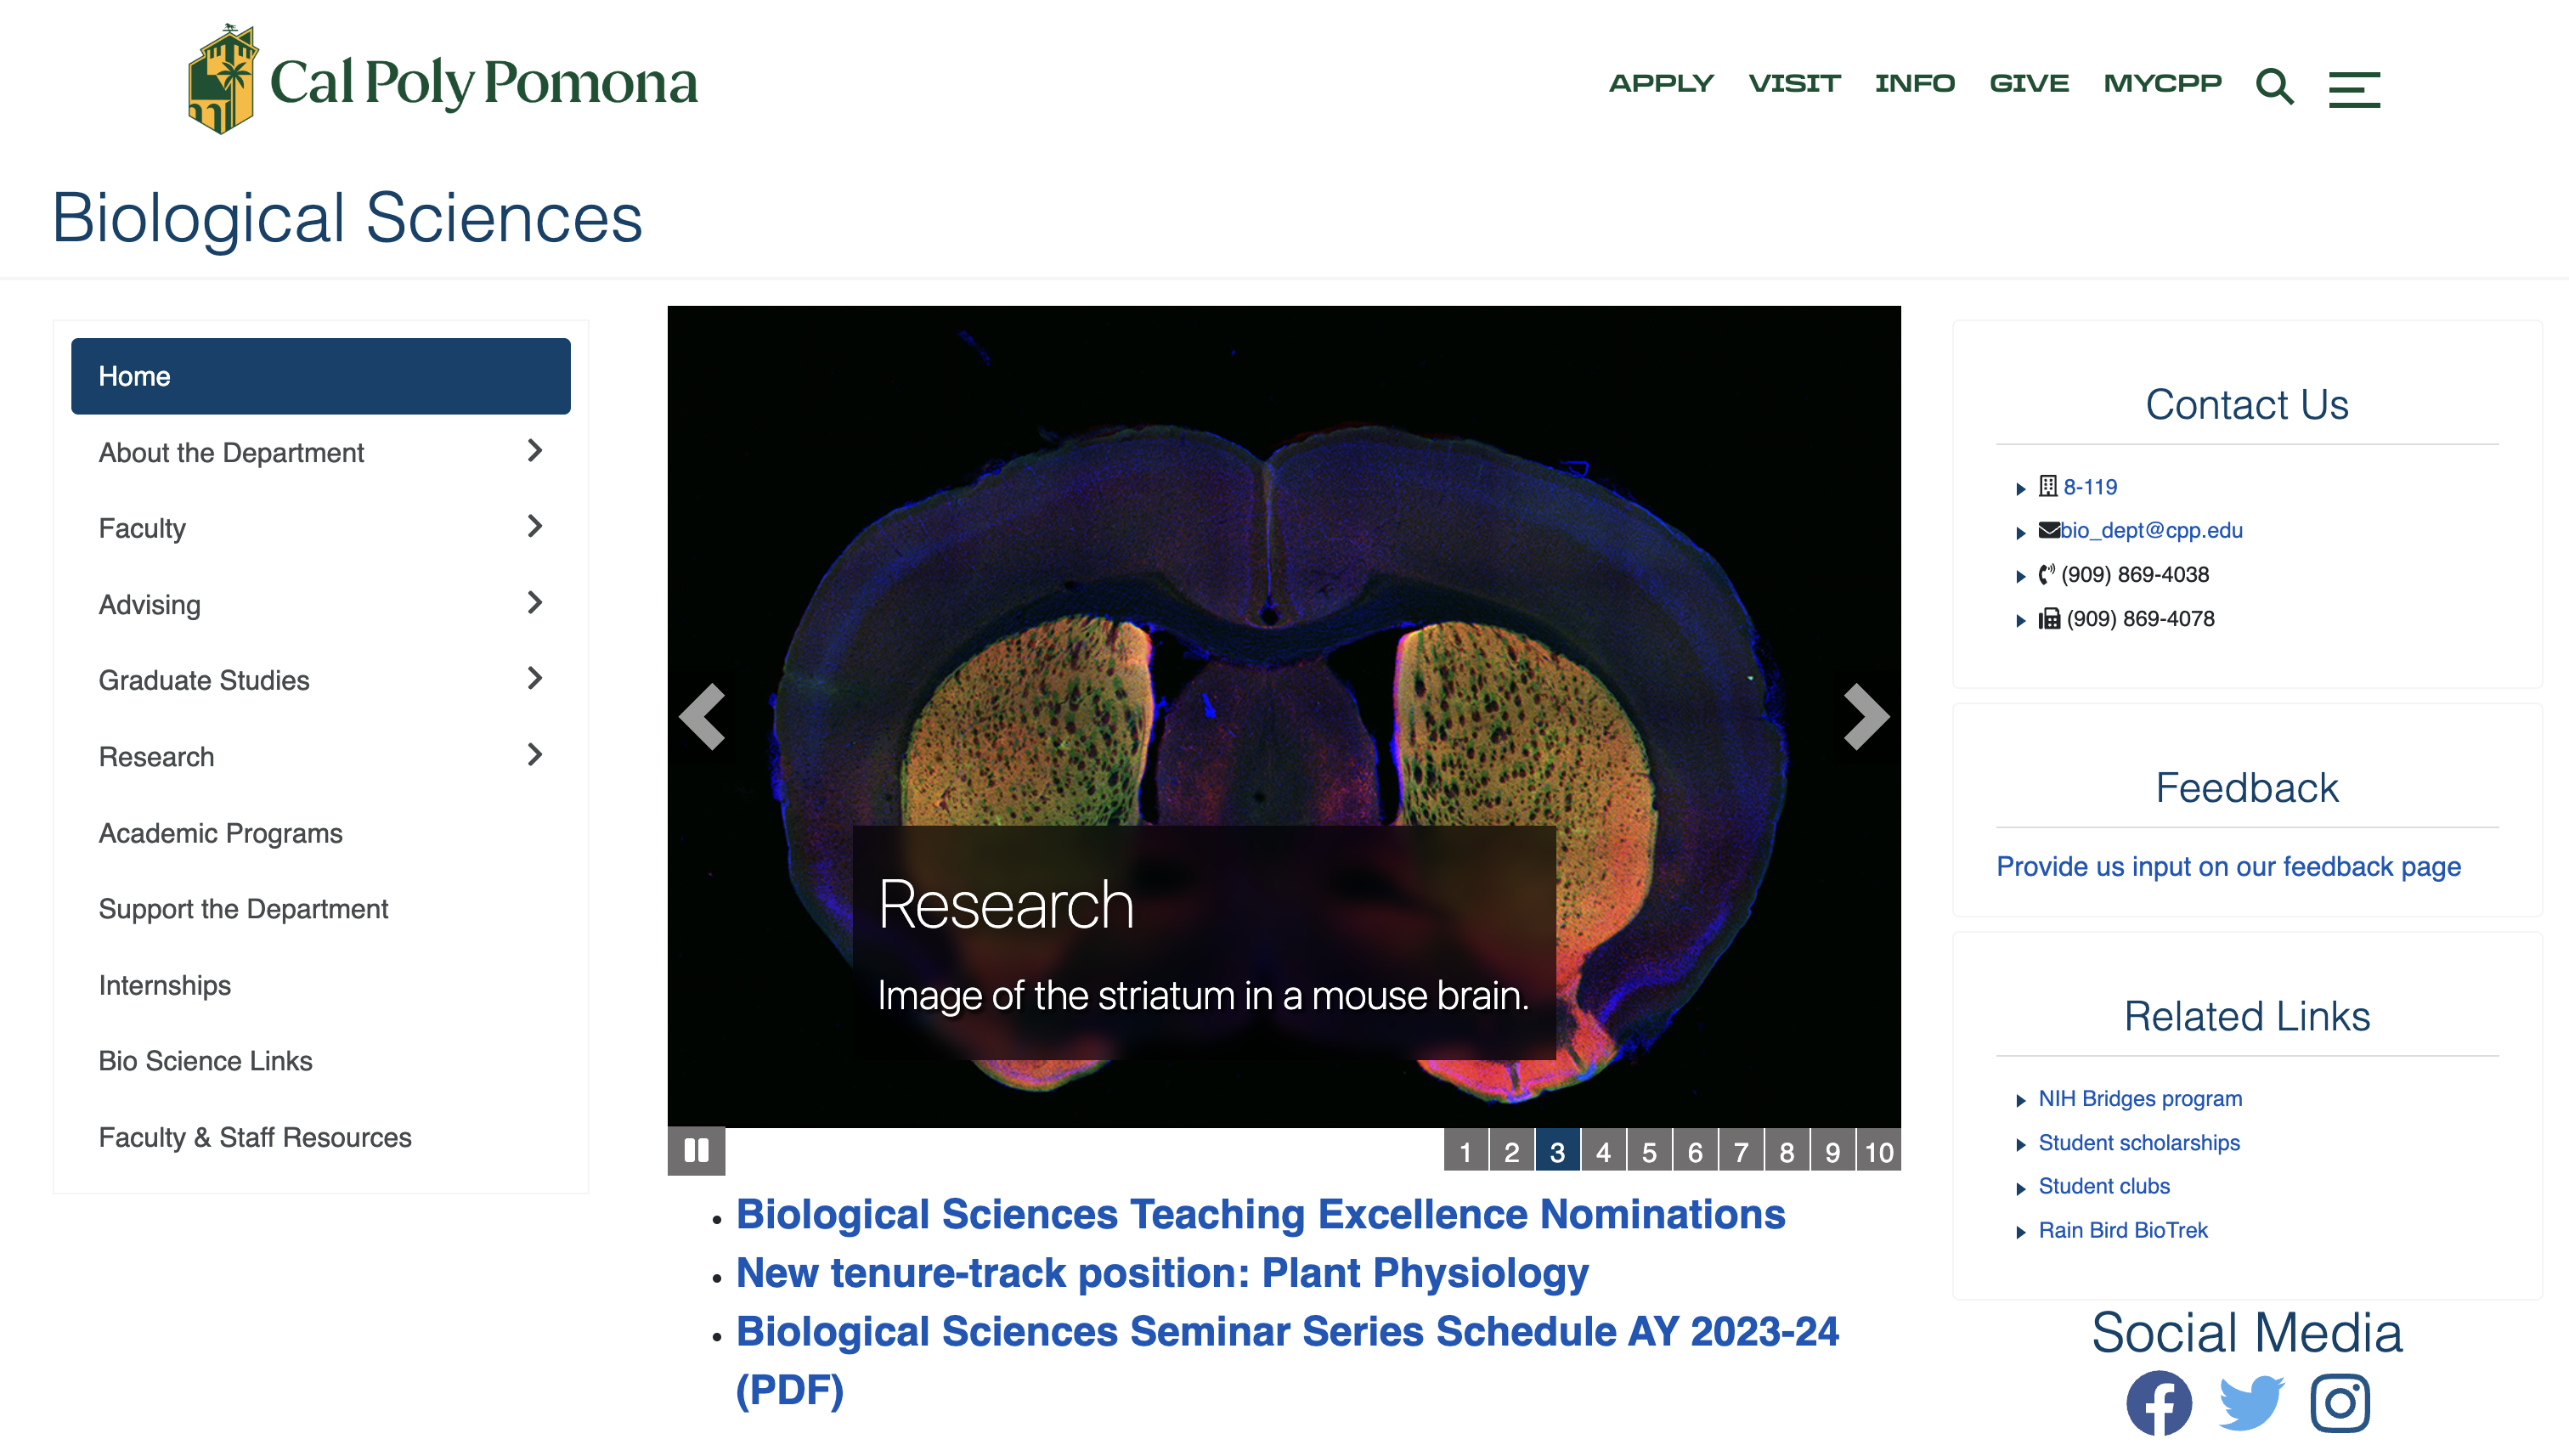 Cal Poly Pomona
APPLY VISIT INFO GIVE MYCPP
Biological Sciences
Home
About the Department
Faculty
Advising
Graduate Studies
Research
Academic Programs
Support the Department
Internships
Bio Science Links
Faculty & Staff Resources
Research
Image of the striatum in a mouse brain.
1 2 3 4 5 6 7 8 9 10
Biological Sciences Teaching Excellence Nominations
New tenure-track position: Plant Physiology
Biological Sciences Seminar Series Schedule AY 2023-24
(PDF)
Contact Us
8-119
bio_dept@cpp.edu
(909) 869-4038
(909) 869-4078
Feedback
Provide us input on our feedback page
Related Links
NIH Bridges program
Student scholarships
Student clubs
Rain Bird BioTrek
Social Media